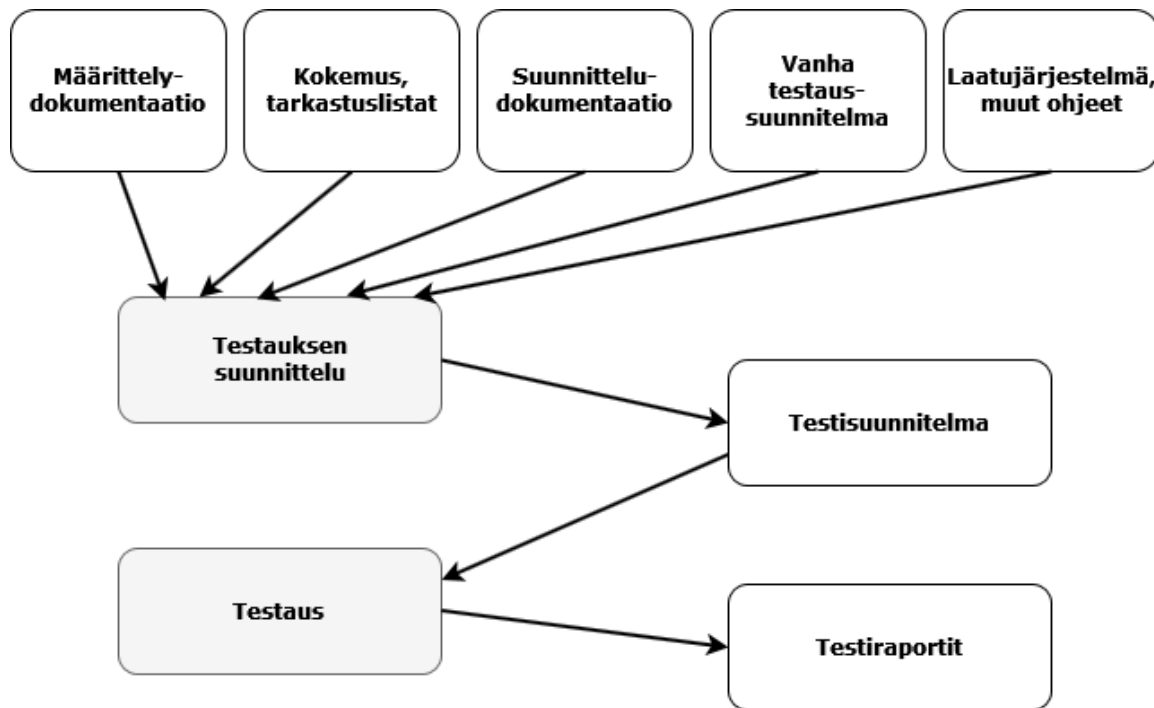 Määrittely-
dokumentaatio
Kokemus,
tarkastuslistat
Suunnittelu-
dokumentaatio
Vanha
testaus-
suunnitelma
Laatujärjestelmä,
muut ohjeet
Testauksen
suunnittelu
Testisuunnitelma
Testaus
Testiraportit